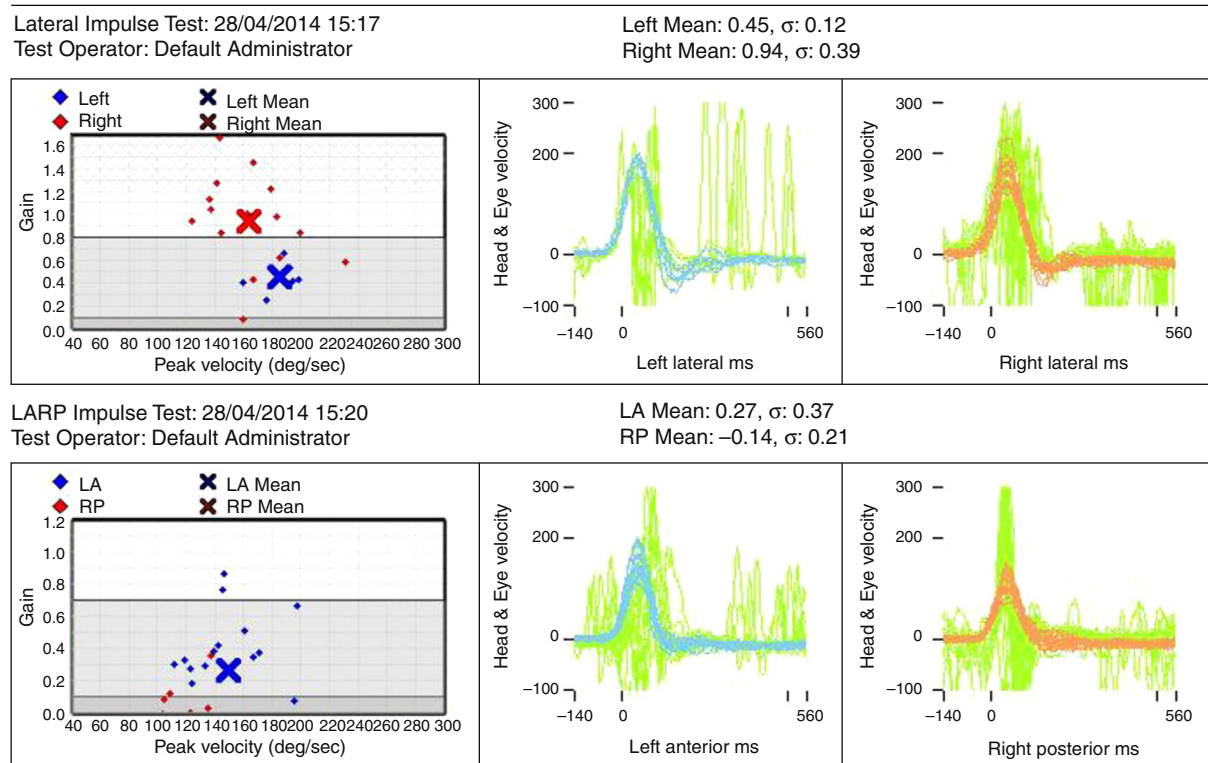 Lateral Impulse Test: 28/04/2014 15:17
Test Operator: Default Administrator
Left Mean: 0.45, σ: 0.12
Right Mean: 0.94, σ: 0.39
Left
Right
Left Mean
Right Mean
Gain
1.6
1.4
1.2
1.0
0.8
0.6
0.4
0.2
0.0
40 60 80 100 120 140 160 180 200 220 240 260 280 300
Peak velocity (deg/sec)
Head & Eye velocity
300
200
0
−100
−140 0 560
Left lateral ms
Head & Eye velocity
300
200
0
−100
−140 0 560
Right lateral ms
LARP Impulse Test: 28/04/2014 15:20
Test Operator: Default Administrator
LA Mean: 0.27, σ: 0.37
RP Mean: −0.14, σ: 0.21
LA
RP
LA Mean
RP Mean
Gain
1.2
1.0
0.8
0.6
0.4
0.2
0.0
40 60 80 100 120 140 160 180 200 220 240 260 280 300
Peak velocity (deg/sec)
Head & Eye velocity
300
200
0
−100
−140 0 560
Left anterior ms
Head & Eye velocity
300
200
0
−100
−140 0 560
Right posterior ms